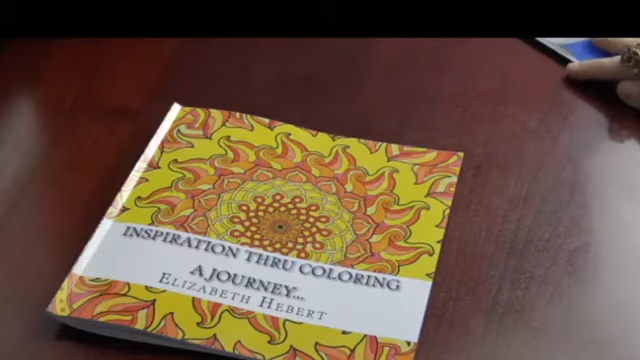 INSPIRATION THRU COLORING
A JOURNEY...
ELIZABETH HEBERT